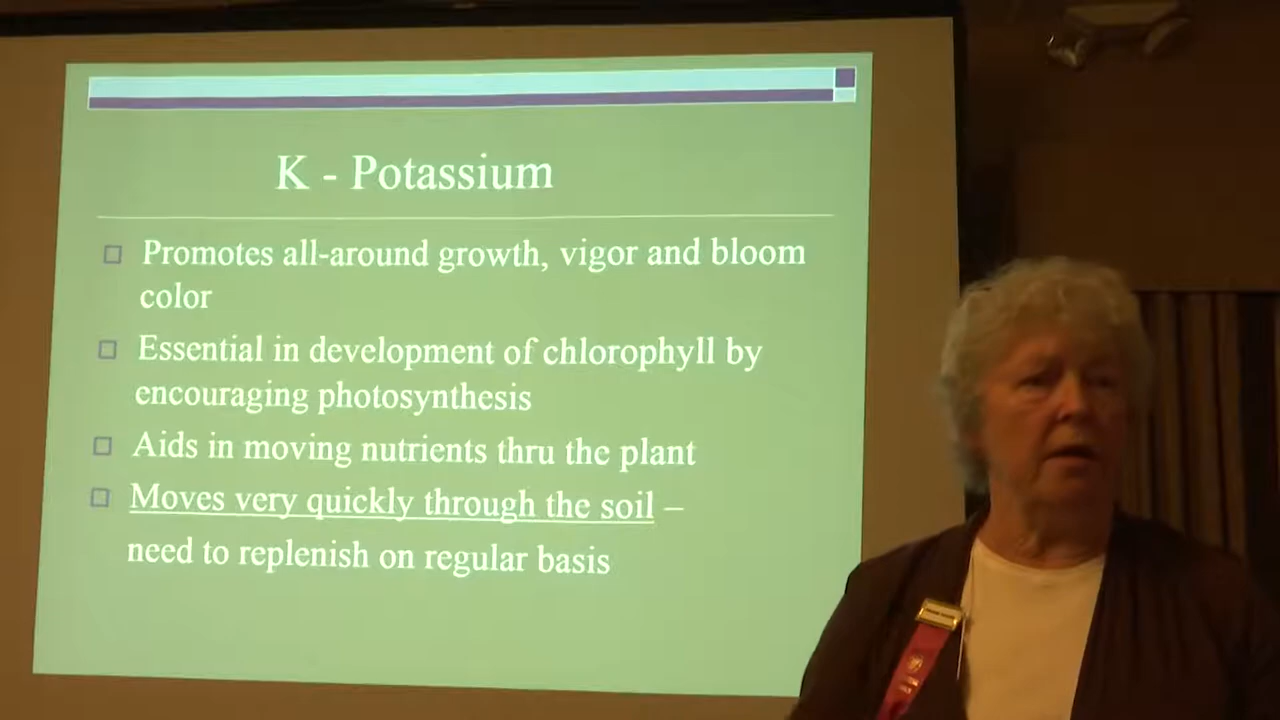 K - Potassium
Promotes all-around growth, vigor and bloom
color
Essential in development of chlorophyll by
encouraging photosynthesis
Aids in moving nutrients thru the plant
Moves very quickly through the soil –
need to replenish on regular basis